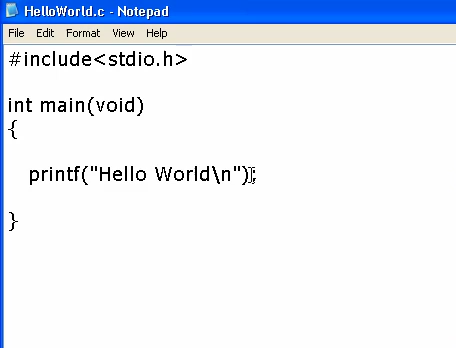 HelloWorld.c - Notepad
File Edit Format View Help
#include<stdio.h>
int main(void)
{
printf("Hello World\n");
}